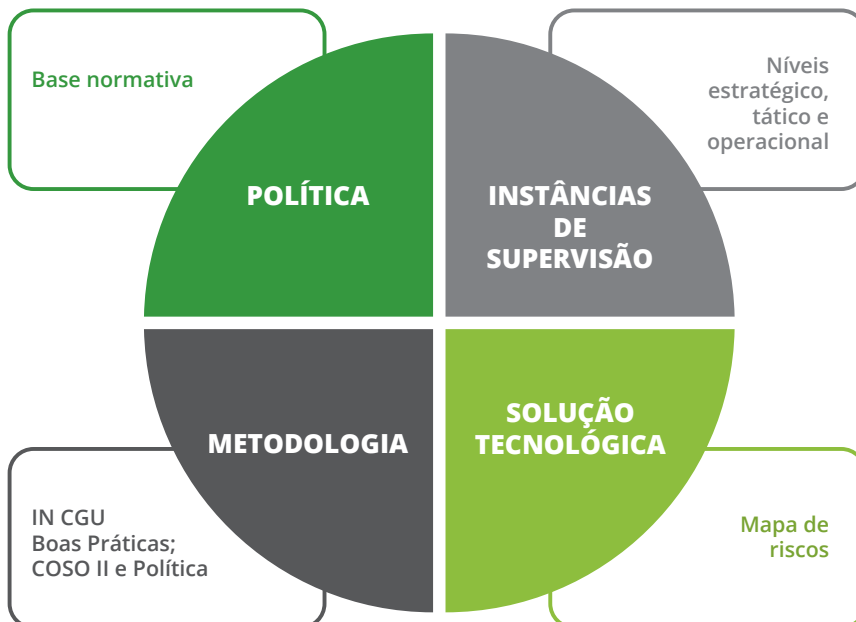 Base normativa
Níveis
estratégico,
tático e
operacional
POLÍTICA
INSTÂNCIAS
DE
SUPERVISÃO
METODOLOGIA
SOLUÇÃO
TECNOLÓGICA
IN CGU
Boas Práticas;
COSO II e Política
Mapa de
riscos